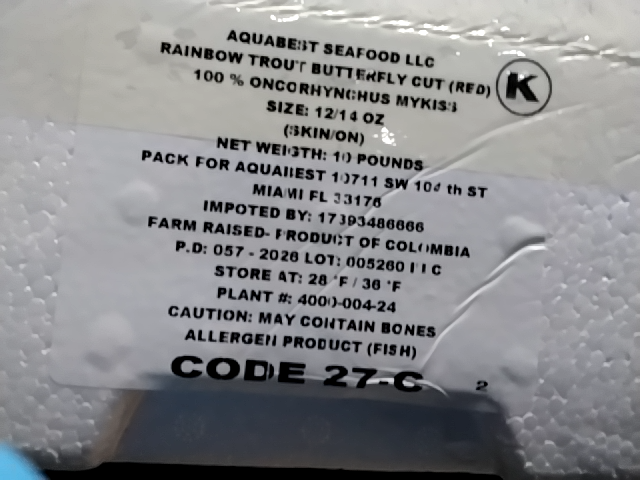 AQUABEST SEAFOOD LLC
RAINBOW TROUT BUTTERFLY CUT (RED)
K
100 % ONCORHYNCHUS MYKISS
SIZE: 12/14 OZ
(SKIN/ON)
NET WEIGTH: 10 POUNDS
PACK FOR AQUABEST 10711 SW 104 th ST
MIAMI FL 33176
IMPOTED BY: 17393486666
FARM RAISED- PRODUCT OF COLOMBIA
P.D: 057 - 2026 LOT: 005260 C
STORE AT: 28 °F / 36 °F
PLANT #: 4000-004-24
CAUTION: MAY CONTAIN BONES
ALLERGEN PRODUCT (FISH)
CODE 27-C 2